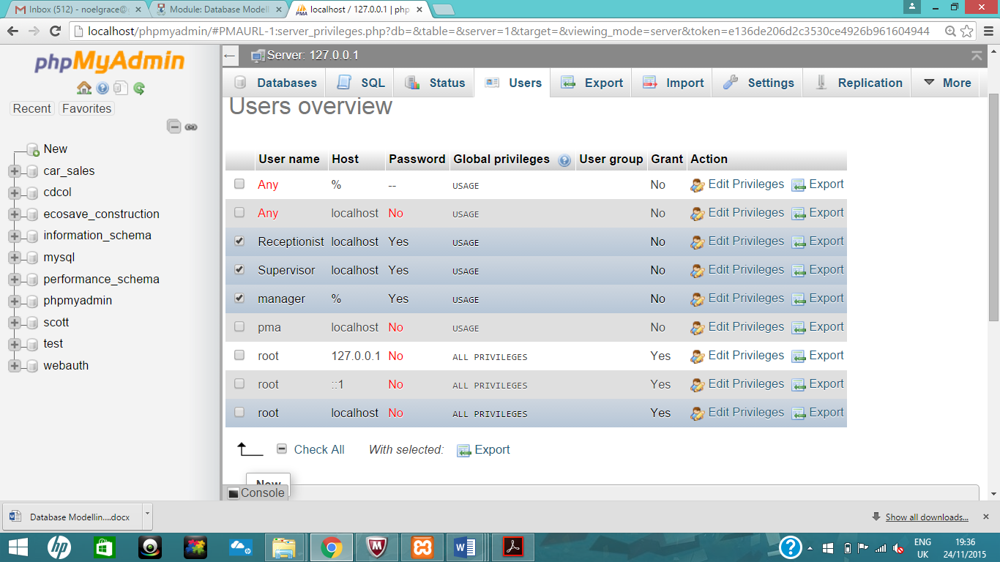 Inbox (512) - noelgrace@
Module: Database Modell
localhost / 127.0.0.1 | php
localhost/phpmyadmin/#PMAURL-1:server_privileges.php?db=&table=&server=1&target=&viewing_mode=server&token=e136de206d2c3530ce4926b961604944
phpMyAdmin
Recent Favorites
New
car_sales
cdcol
ecosave_construction
information_schema
mysql
performance_schema
phpmyadmin
scott
test
webauth
Server: 127.0.0.1
Databases SQL Status Users Export Import Settings Replication More
Users overview
User name Host Password Global privileges User group Grant Action
Any % -- USAGE No Edit Privileges Export
Any localhost No USAGE No Edit Privileges Export
Receptionist localhost Yes USAGE No Edit Privileges Export
Supervisor localhost Yes USAGE No Edit Privileges Export
manager % Yes USAGE No Edit Privileges Export
pma localhost No USAGE No Edit Privileges Export
root 127.0.0.1 No ALL PRIVILEGES Yes Edit Privileges Export
root ::1 No ALL PRIVILEGES Yes Edit Privileges Export
root localhost No ALL PRIVILEGES Yes Edit Privileges Export
Check All With selected: Export
New
Console
Database Modellin....docx
Show all downloads...
ENG 19:36
UK 24/11/2015